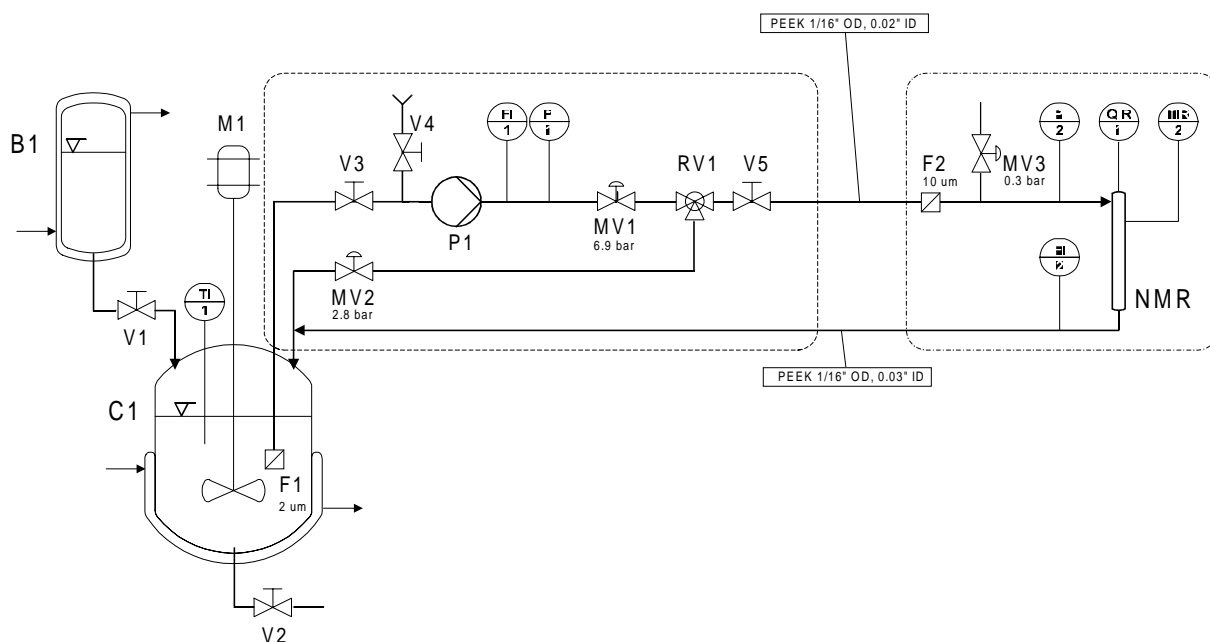 PEEK 1/16" OD, 0.02" ID
M1
V4
FI
1
QR
B1
V3
RV1
V5
F2
10 um
MV3
0.3 bar
P1
MV1
6.9 bar
TI
1
MV2
2.8 bar
NMR
V1
PEEK 1/16" OD, 0.03" ID
C1
F1
2 um
V2